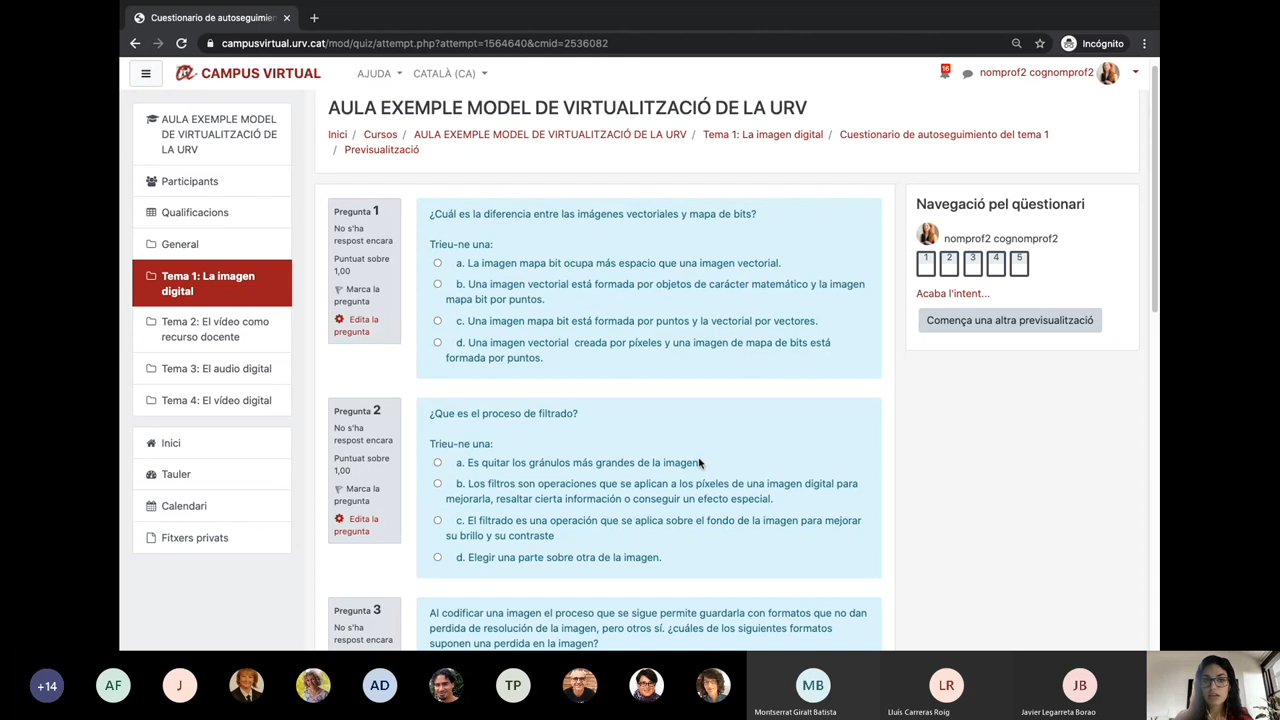 Cuestionario de autoseguimien
campusvirtual.urv.cat/mod/quiz/attempt.php?attempt=1564640&cmid=2536082
Incógnito
CAMPUS VIRTUAL
AJUDA
CATALÀ (CA)
16
nomprof2 cognomprof2
AULA EXEMPLE MODEL
DE VIRTUALITZACIÓ DE
LA URV
Participants
Qualificacions
General
Tema 1: La imagen
digital
Tema 2: El vídeo como
recurso docente
Tema 3: El audio digital
Tema 4: El vídeo digital
Inici
Tauler
Calendari
Fitxers privats
AULA EXEMPLE MODEL DE VIRTUALITZACIÓ DE LA URV
Inici / Cursos / AULA EXEMPLE MODEL DE VIRTUALITZACIÓ DE LA URV / Tema 1: La imagen digital / Cuestionario de autoseguimiento del tema 1
/ Previsualització
Pregunta 1
No s'ha
respost encara
Puntuat sobre
1,00
Marca la
pregunta
Edita la
pregunta
¿Cuál es la diferencia entre las imágenes vectoriales y mapa de bits?
Trieu-ne una:
a. La imagen mapa bit ocupa más espacio que una imagen vectorial.
b. Una imagen vectorial está formada por objetos de carácter matemático y la imagen
mapa bit por puntos.
c. Una imagen mapa bit está formada por puntos y la vectorial por vectores.
d. Una imagen vectorial creada por píxeles y una imagen de mapa de bits está
formada por puntos.
Pregunta 2
No s'ha
respost encara
Puntuat sobre
1,00
Marca la
pregunta
Edita la
pregunta
¿Que es el proceso de filtrado?
Trieu-ne una:
a. Es quitar los gránulos más grandes de la imagen
b. Los filtros son operaciones que se aplican a los píxeles de una imagen digital para
mejorarla, resaltar cierta información o conseguir un efecto especial.
c. El filtrado es una operación que se aplica sobre el fondo de la imagen para mejorar
su brillo y su contraste
d. Elegir una parte sobre otra de la imagen.
Pregunta 3
No s'ha
respost encara
Al codificar una imagen el proceso que se sigue permite guardarla con formatos que no dan
perdida de resolución de la imagen, pero otros sí. ¿cuáles de los siguientes formatos
suponen una perdida en la imagen?
Navegació pel qüestionari
nomprof2 cognomprof2
1 2 3 4 5
Acaba l'intent...
Comença una altra previsualització
+14
AF
J
AD
TP
MB
LR
JB
Montserrat Giralt Batista
Lluís Carreras Roig
Javier Legarreta Borao